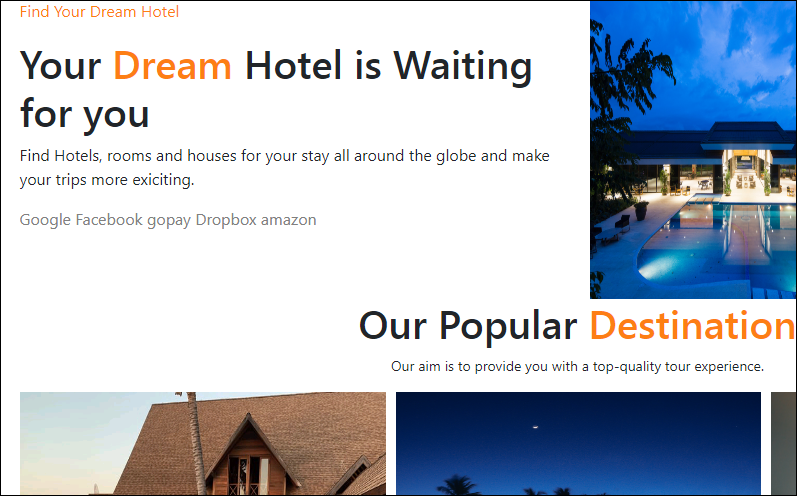 Find Your Dream Hotel
Your Dream Hotel is Waiting
for you
Find Hotels, rooms and houses for your stay all around the globe and make
your trips more exiciting.
Google Facebook gopay Dropbox amazon
Our Popular Destination
Our aim is to provide you with a top-quality tour experience.